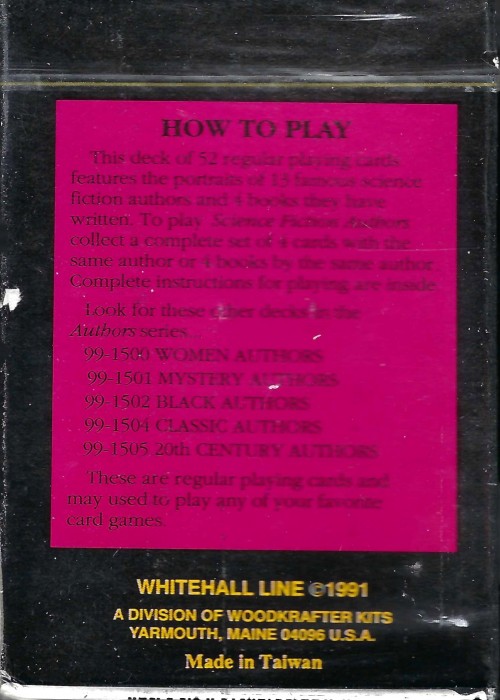 HOW TO PLAY
This deck of 52 regular playing cards
features the portraits of 13 famous science
fiction authors and 4 books they have
written. To play Science Fiction Authors
collect a complete set of 4 cards with the
same author or 4 books by the same author.
Complete instructions for playing are inside.
Look for these other decks in the
Authors series...
99-1500 WOMEN AUTHORS
99-1501 MYSTERY AUTHORS
99-1502 BLACK AUTHORS
99-1504 CLASSIC AUTHORS
99-1505 20th CENTURY AUTHORS
These are regular playing cards and
may used to play any of your favorite
card games.
WHITEHALL LINE ©1991
A DIVISION OF WOODKRAFTER KITS
YARMOUTH, MAINE 04096 U.S.A.
Made in Taiwan